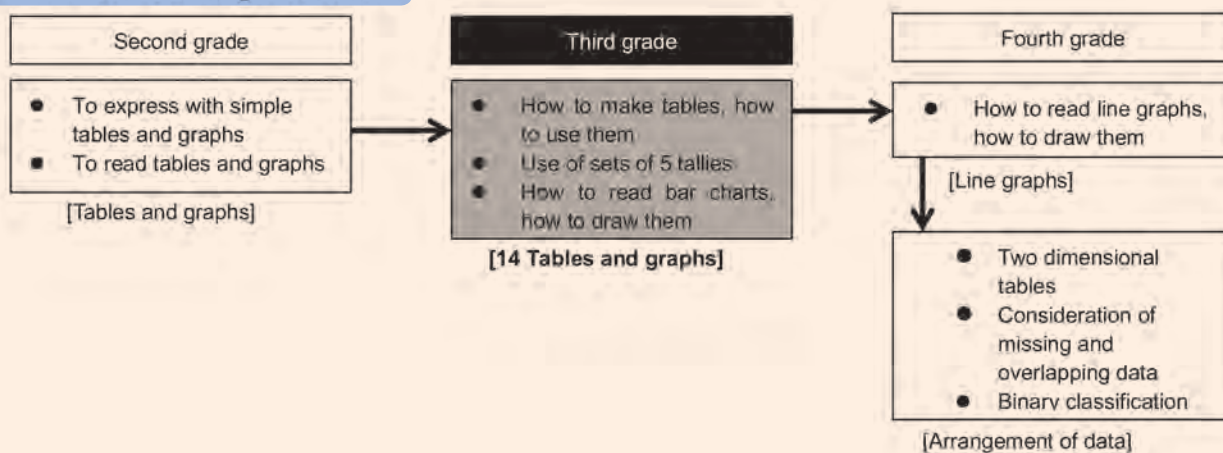 Second grade
● To express with simple
tables and graphs
■ To read tables and graphs
[Tables and graphs]
Third grade
● How to make tables, how
to use them
● Use of sets of 5 tallies
● How to read bar charts,
how to draw them
[14 Tables and graphs]
Fourth grade
● How to read line graphs,
how to draw them
[Line graphs]
● Two dimensional
tables
● Consideration of
missing and
overlapping data
● Binary classification
[Arrangement of data]